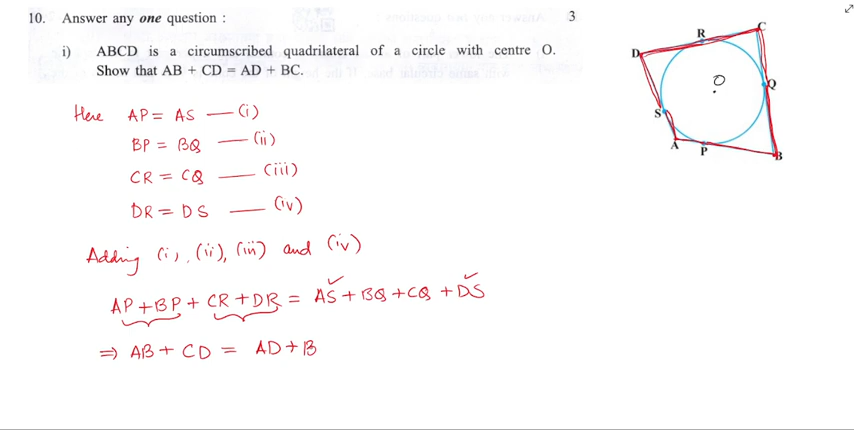 10. Answer any one question : 3
i) ABCD is a circumscribed quadrilateral of a circle with centre O.
Show that AB + CD = AD + BC.
Here AP = AS — (i)
BP = BQ — (ii)
CR = CQ — (iii)
DR = DS — (iv)
Adding (i), (ii), (iii) and (iv)
AP + BP + CR + DR = AS + BQ + CQ + DS
⇒ AB + CD = AD + B
C
R
D
O
Q
S
A
P
B